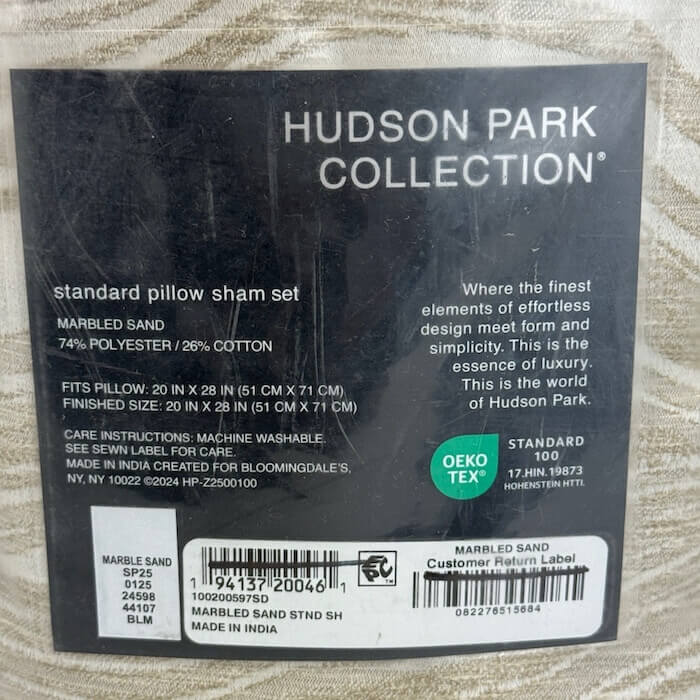 HUDSON PARK
COLLECTION®
standard pillow sham set
MARBLED SAND
74% POLYESTER / 26% COTTON
FITS PILLOW: 20 IN X 28 IN (51 CM X 71 CM)
FINISHED SIZE: 20 IN X 28 IN (51 CM X 71 CM)
CARE INSTRUCTIONS: MACHINE WASHABLE.
SEE SEWN LABEL FOR CARE.
MADE IN INDIA CREATED FOR BLOOMINGDALE'S,
NY, NY 10022 ©2024 HP-Z2500100
Where the finest
elements of effortless
design meet form and
simplicity. This is the
essence of luxury.
This is the world
of Hudson Park.
OEKO
TEX®
STANDARD
100
17.HIN.19873
HOHENSTEIN HTTI
MARBLE SAND
SP25
0125
24598
44107
BLM
1 94137 20046 1
EPC™
100200597SD
MARBLED SAND STND SH
MADE IN INDIA
MARBLED SAND
Customer Return Label
082276515684